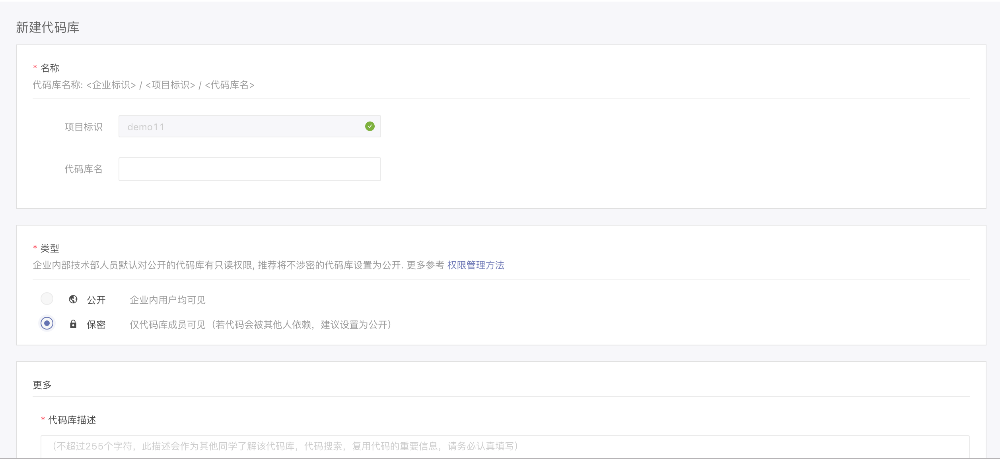 新建代码库
* 名称
代码库名称: <企业标识> / <项目标识> / <代码库名>
项目标识 demo11
代码库名
* 类型
企业内部技术部人员默认对公开的代码库有只读权限, 推荐将不涉密的代码库设置为公开. 更多参考 权限管理方法
公开 企业内用户均可见
保密 仅代码库成员可见（若代码会被其他人依赖，建议设置为公开）
更多
* 代码库描述
（不超过255个字符，此描述会作为其他同学了解该代码库，代码搜索，复用代码的重要信息，请务必认真填写）